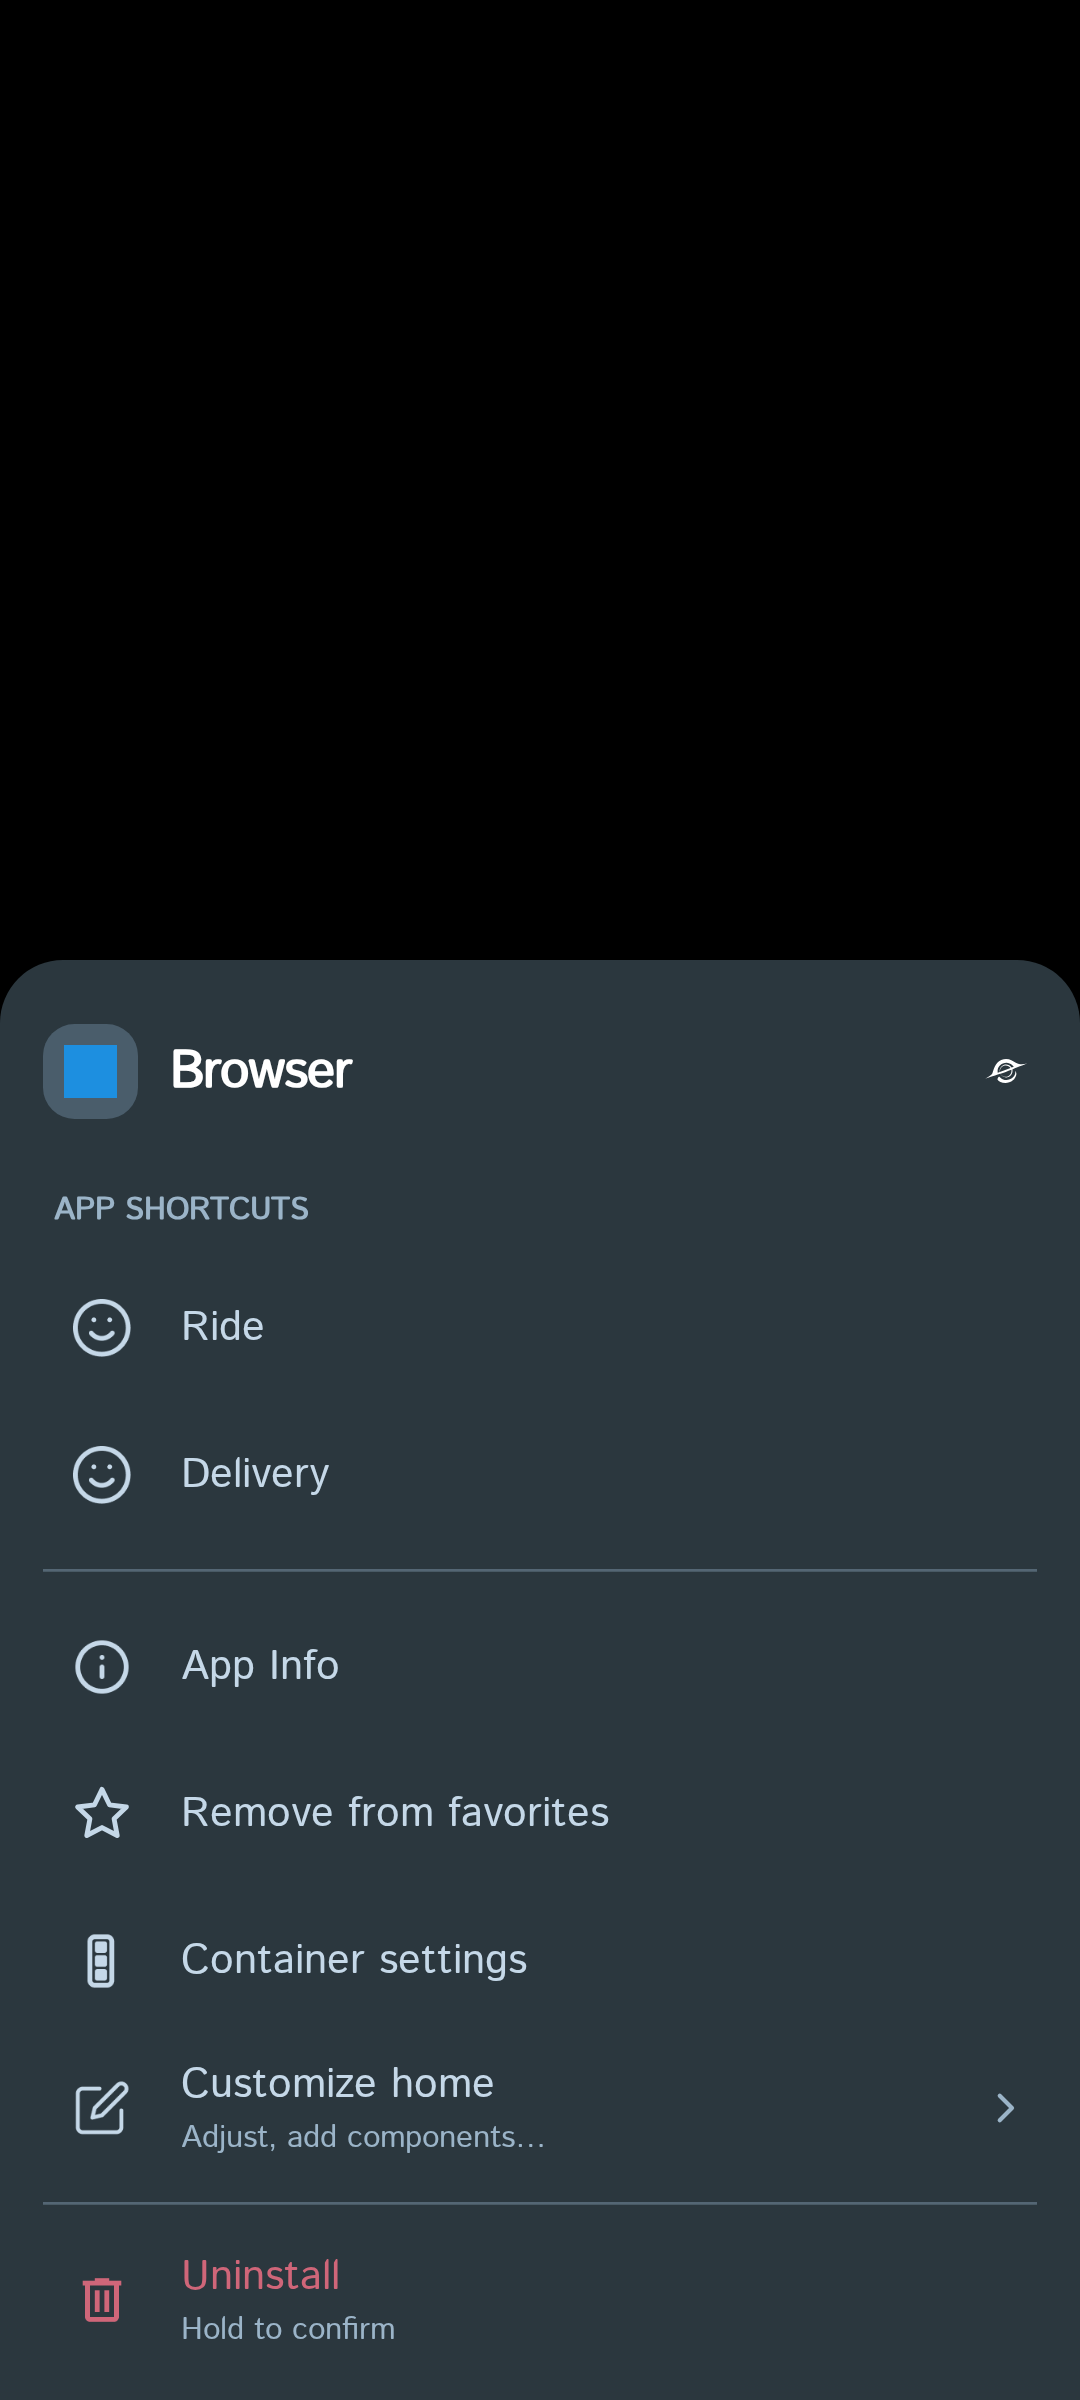 Browser
APP SHORTCUTS
Ride
Delivery
App Info
Remove from favorites
Container settings
Customize home
Adjust, add components...
Uninstall
Hold to confirm